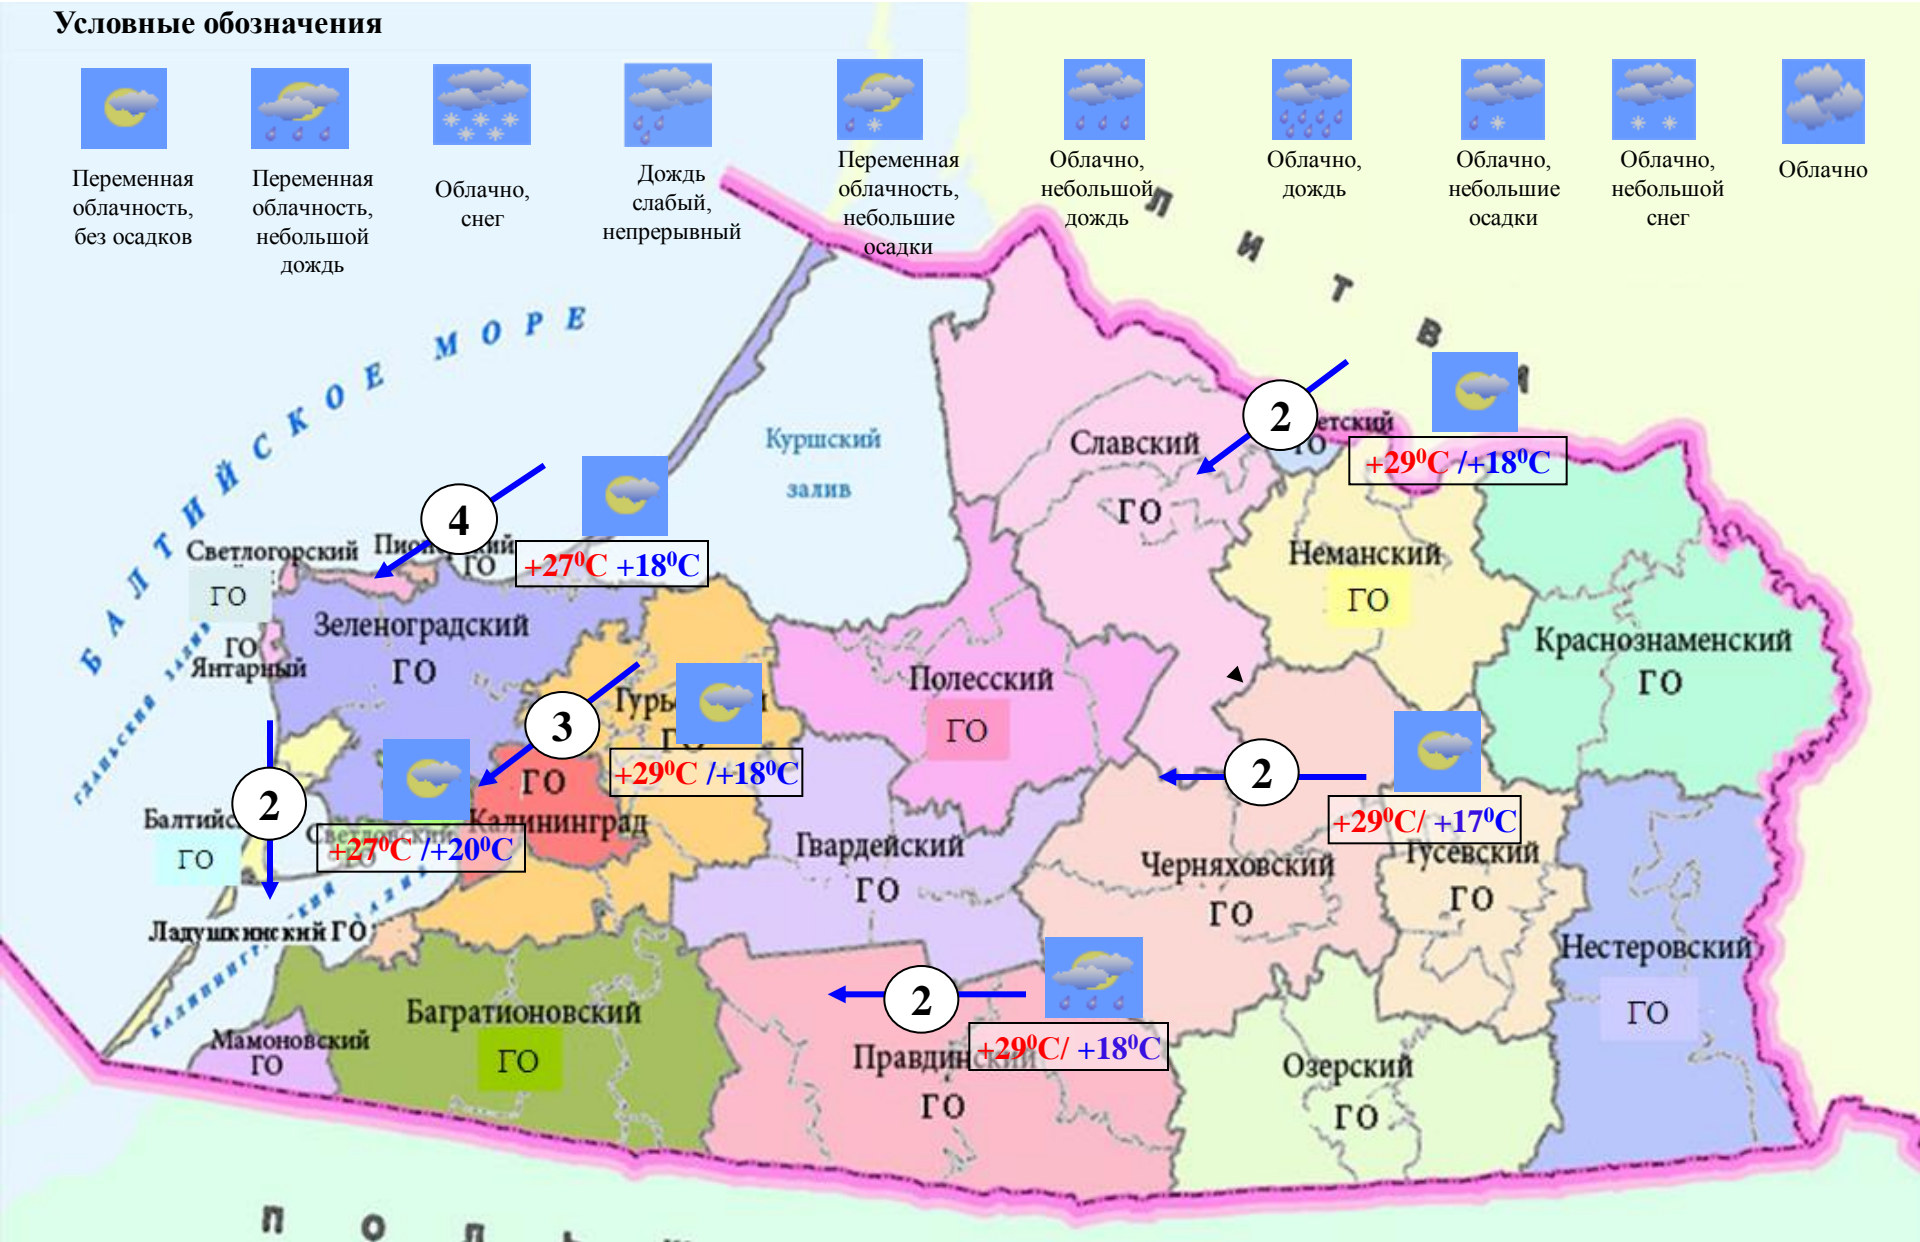 Условные обозначения
Переменная
облачность,
без осадков
Переменная
облачность,
небольшой
дождь
Облачно,
снег
Дождь
слабый,
непрерывный
Переменная
облачность,
небольшие
осадки
Облачно,
небольшой
дождь
Облачно,
дождь
Облачно,
небольшие
осадки
Облачно,
небольшой
снег
Облачно
БАЛТИЙСКОЕ МОРЕ
Куршский
залив
Славский
ГО
2
ГО
+29⁰С /+18⁰С
4
Светлогорский
ГО
ГО
+27⁰С +18⁰С
Неманский
ГО
Краснознаменский
ГО
Зеленоградский
ГО
ГО
Янтарный
Полесский
ГО
3
+29⁰С /+18⁰С
ГО
Калининград
2
ГО
+27⁰С /+20⁰С
2
+29⁰С/ +17⁰С
Гусевский
ГО
Гвардейский
ГО
Черняховский
ГО
Ладушкинский ГО
Нестеровский
ГО
Багратионовский
ГО
Мамоновский
ГО
2
+29⁰С/ +18⁰С
ГО
Озерский
ГО